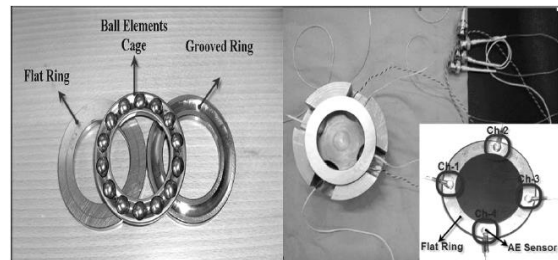 Ball Elements
Cage
Grooved Ring
Flat Ring
Ch-2
Ch-1
Ch-3
Ch-4
Flat Ring
AE Sensor